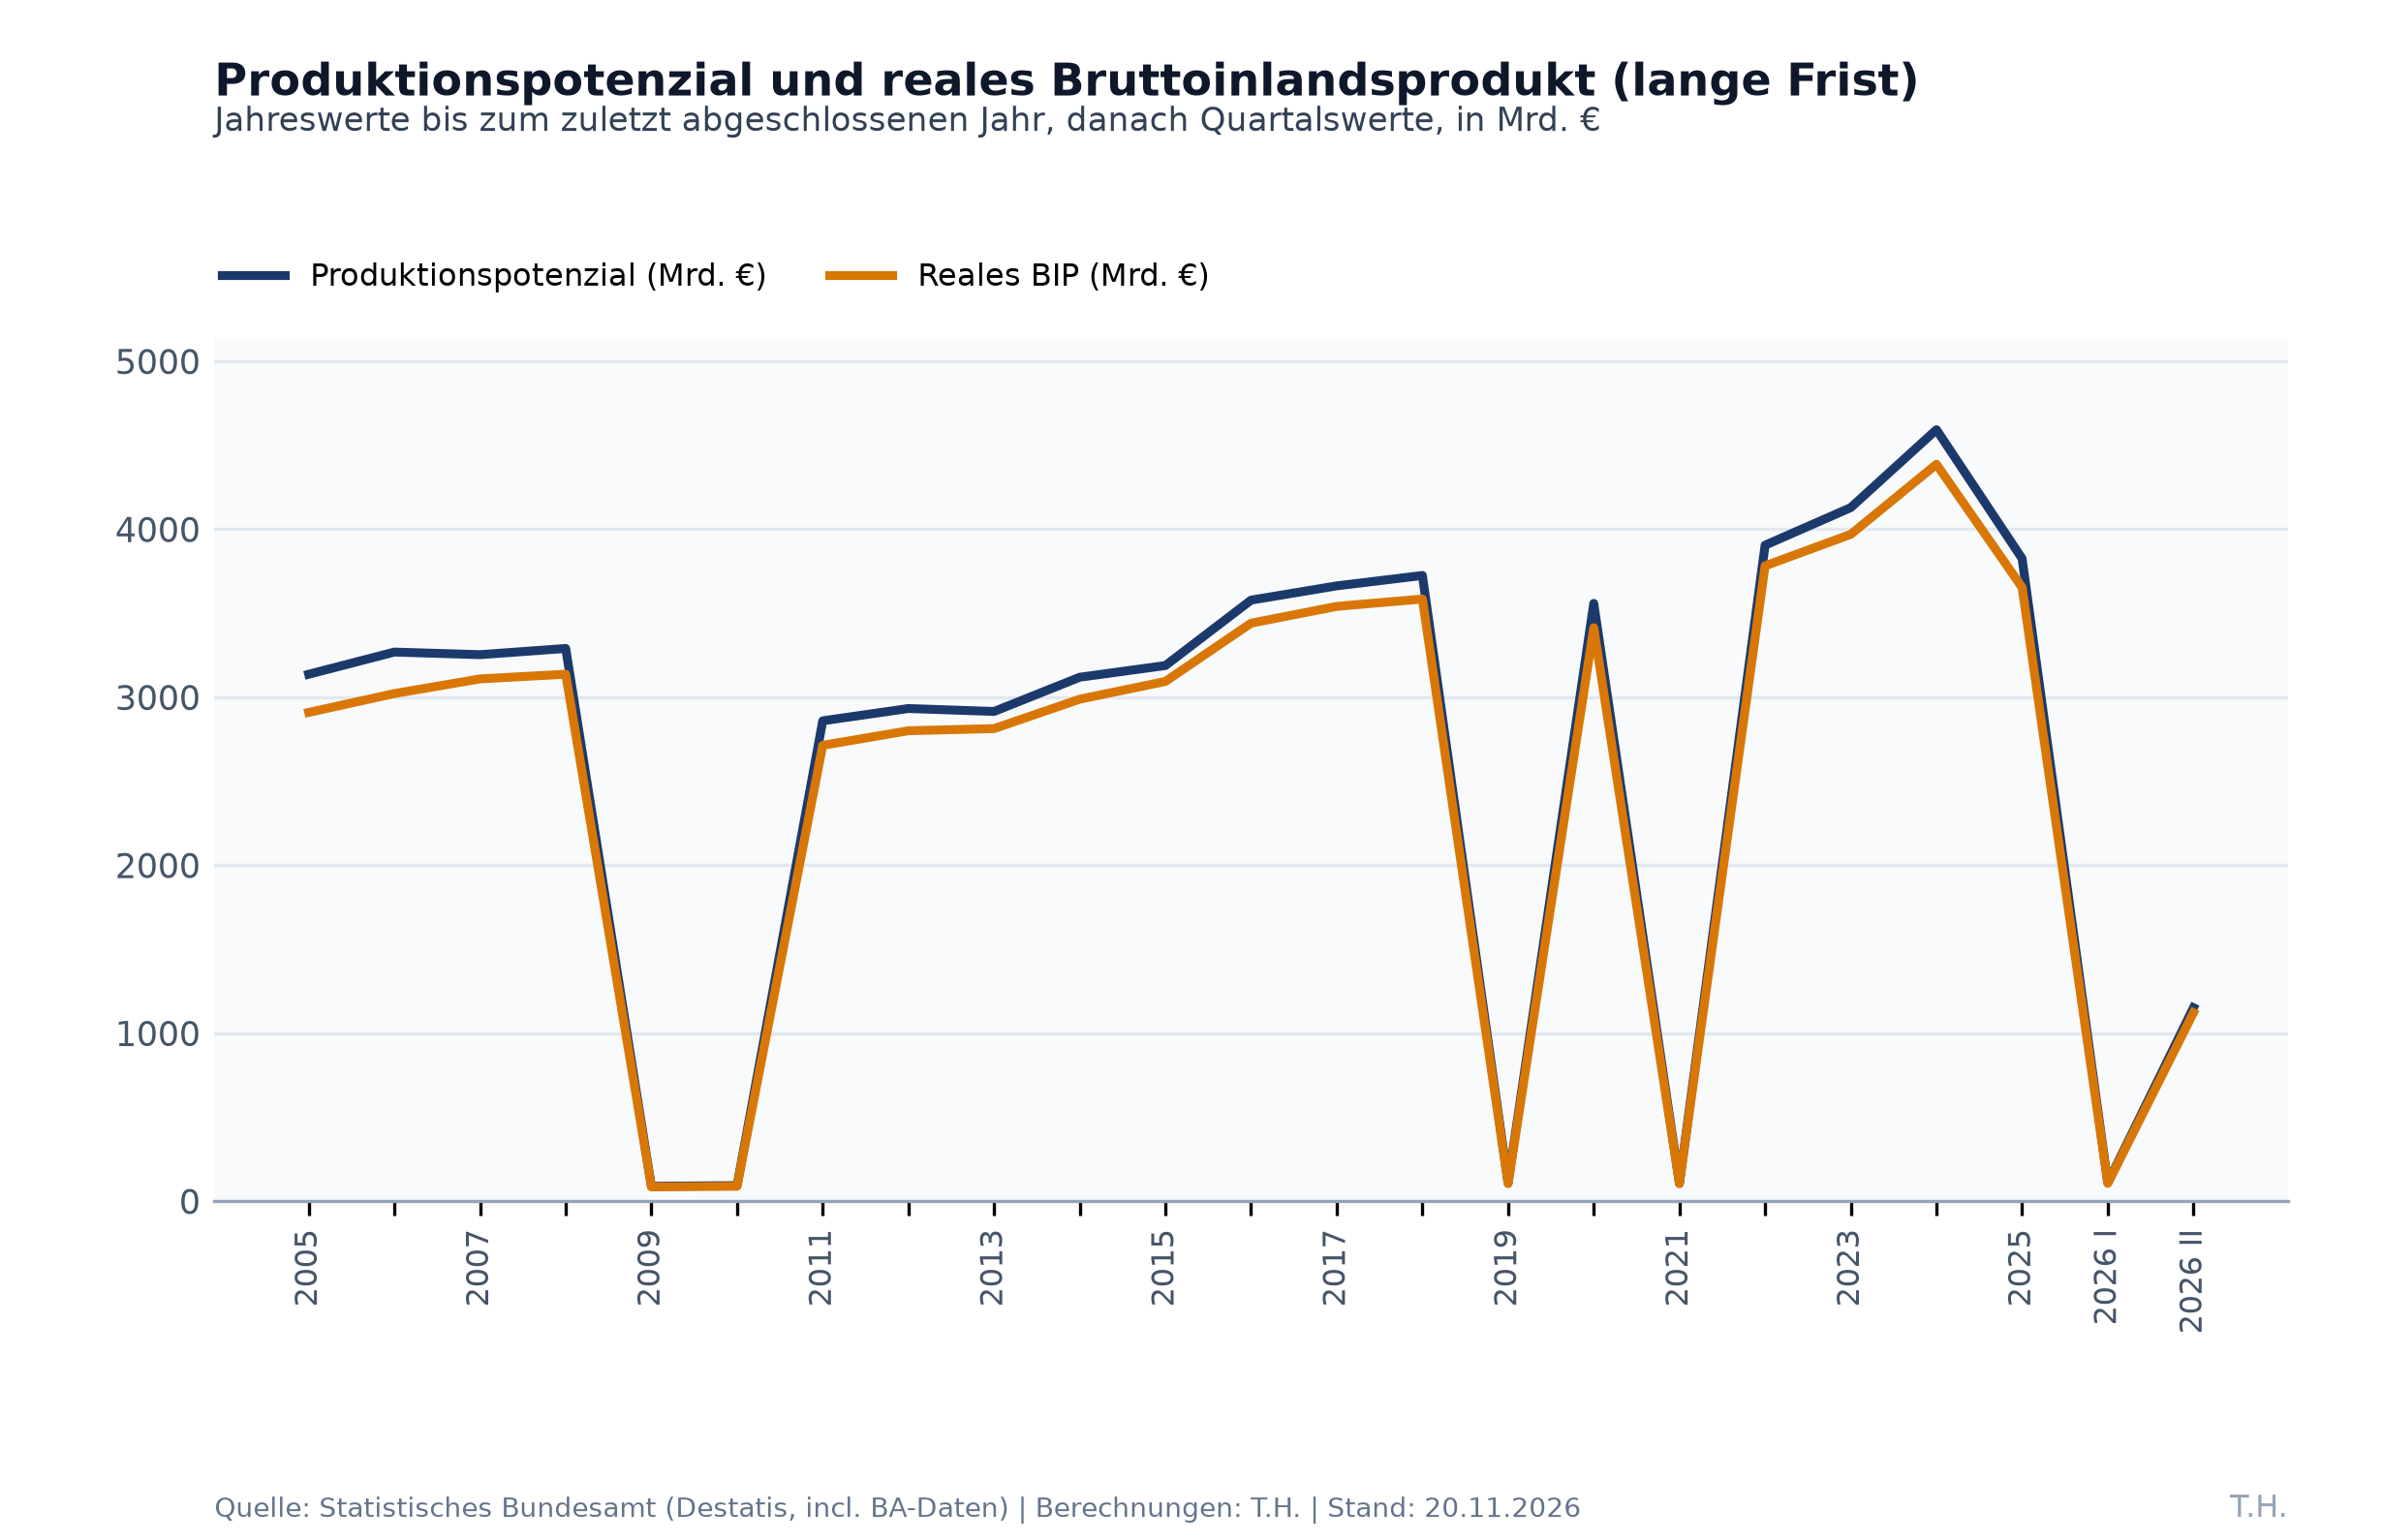 Produktionspotenzial und reales Bruttoinlandsprodukt (lange Frist)
Jahreswerte bis zum zuletzt abgeschlossenen Jahr, danach Quartalswerte, in Mrd. €
Produktionspotenzial (Mrd. €)
Reales BIP (Mrd. €)
5000
4000
3000
2000
1000
0
2005
2007
2009
2011
2013
2015
2017
2019
2021
2023
2025
2026 I
2026 II
Quelle: Statistisches Bundesamt (Destatis, incl. BA-Daten) | Berechnungen: T.H. | Stand: 20.11.2026
T.H.